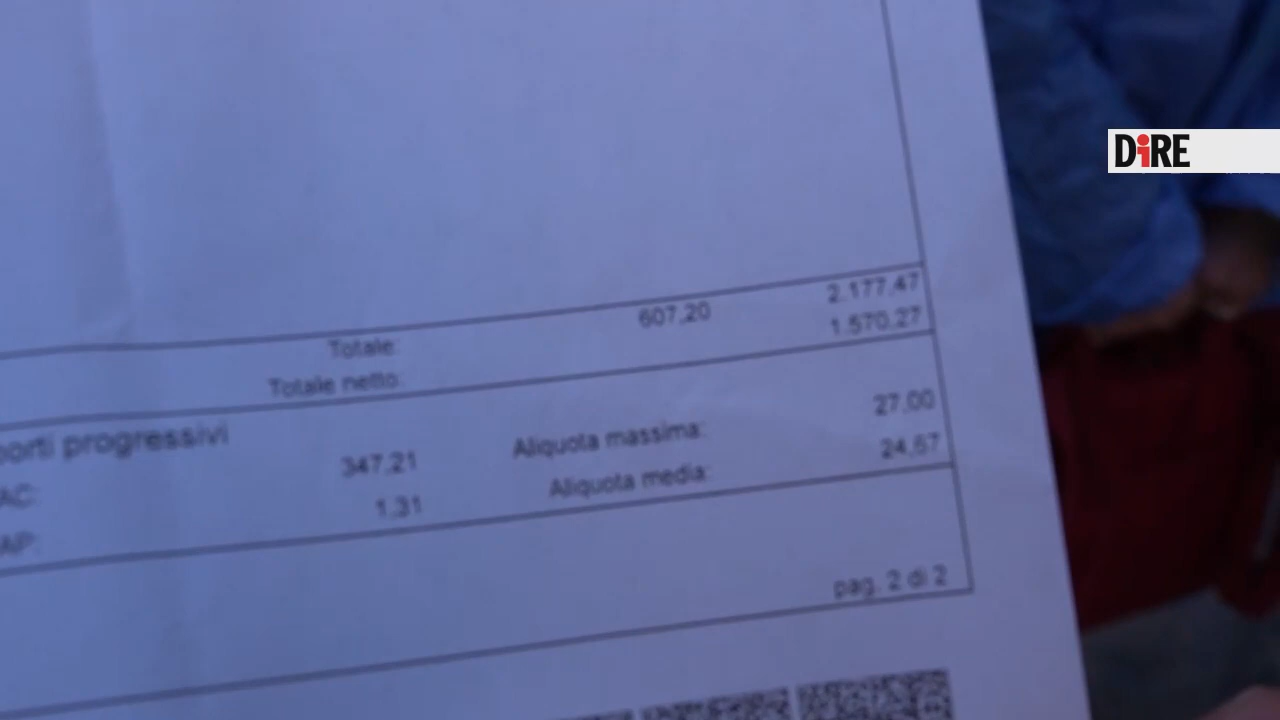 DiRE
Totale: 607,20 2.177,47
Totale netto: 1.570,27
porti progressivi
AC: 347,21 Aliquota massima: 27,00
AP: 1,31 Aliquota media: 24,67
pag. 2 di 2